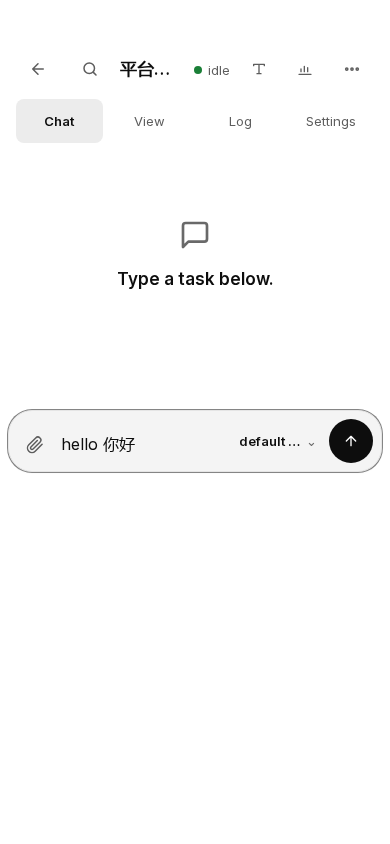 平台... idle
Chat View Log Settings
Type a task below.
hello 你好 default ...